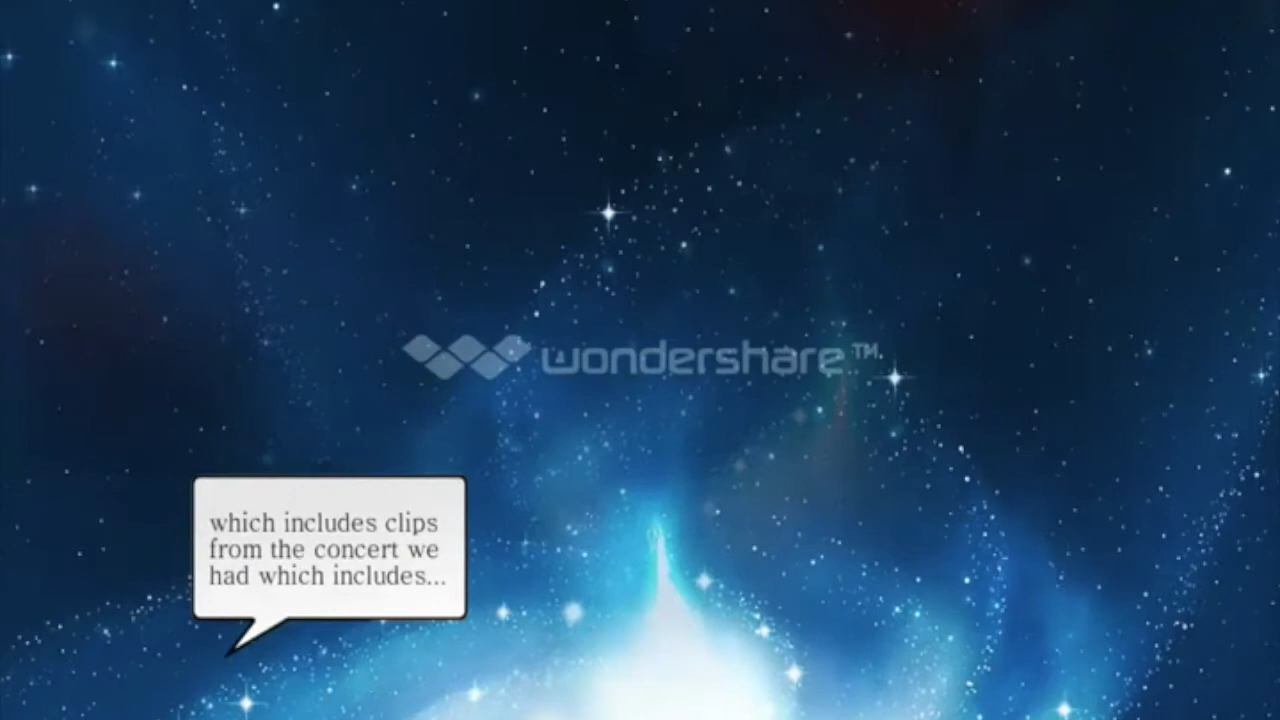 wondershare™
which includes clips
from the concert we
had which includes...